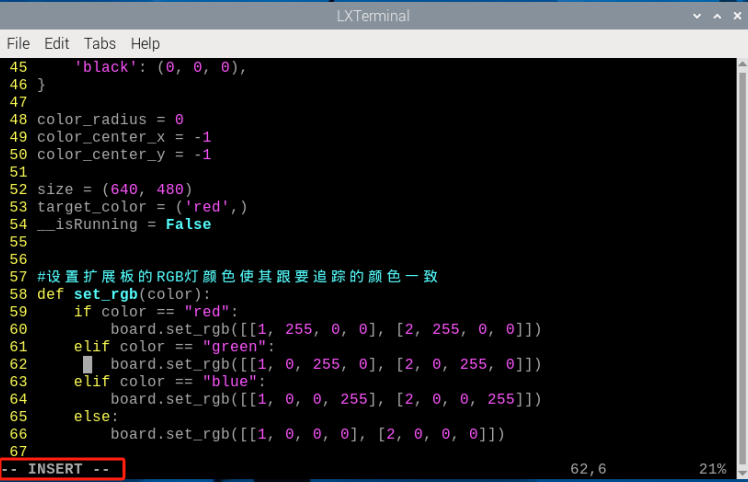 LXTerminal
File Edit Tabs Help
45     'black': (0, 0, 0),
46 }
47
48 color_radius = 0
49 color_center_x = -1
50 color_center_y = -1
51
52 size = (640, 480)
53 target_color = ('red',)
54 __isRunning = False
55
56
57 #设置扩展板的RGB灯颜色使其跟要追踪的颜色一致
58 def set_rgb(color):
59     if color == "red":
60         board.set_rgb([[1, 255, 0, 0], [2, 255, 0, 0]])
61     elif color == "green":
62         board.set_rgb([[1, 0, 255, 0], [2, 0, 255, 0]])
63     elif color == "blue":
64         board.set_rgb([[1, 0, 0, 255], [2, 0, 0, 255]])
65     else:
66         board.set_rgb([[1, 0, 0, 0], [2, 0, 0, 0]])
67
-- INSERT -- 62,6 21%